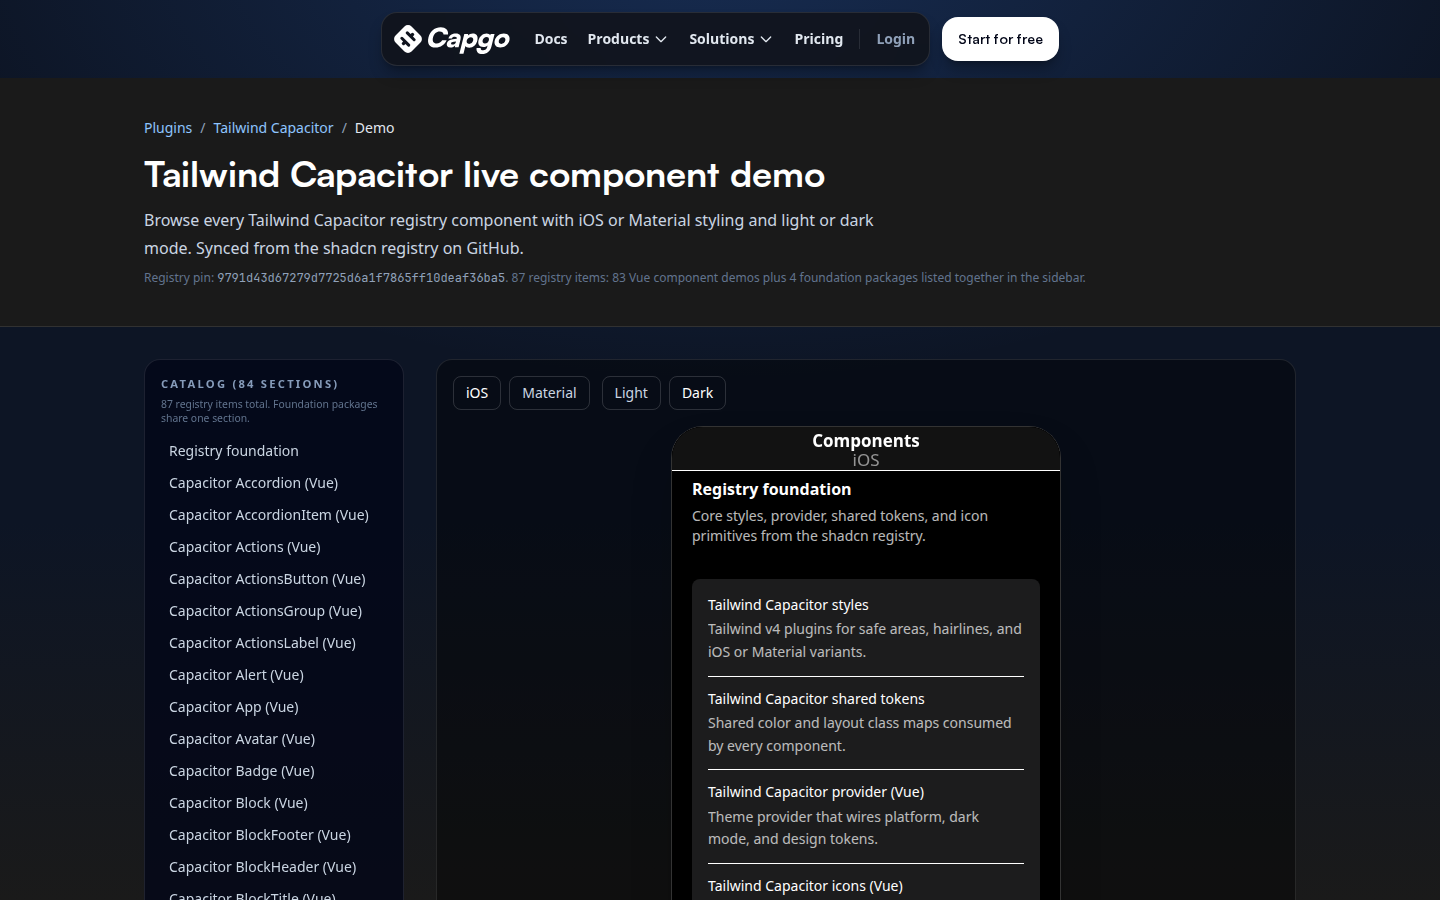 Capgo
Docs
Products
Solutions
Pricing
Login
Start for free
Plugins / Tailwind Capacitor / Demo
Tailwind Capacitor live component demo
Browse every Tailwind Capacitor registry component with iOS or Material styling and light or dark
mode. Synced from the shadcn registry on GitHub.
Registry pin: 9791d43d67279d7725d6a1f7865ff10deaf36ba5. 87 registry items: 83 Vue component demos plus 4 foundation packages listed together in the sidebar.
CATALOG (84 SECTIONS)
87 registry items total. Foundation packages
share one section.
Registry foundation
Capacitor Accordion (Vue)
Capacitor AccordionItem (Vue)
Capacitor Actions (Vue)
Capacitor ActionsButton (Vue)
Capacitor ActionsGroup (Vue)
Capacitor ActionsLabel (Vue)
Capacitor Alert (Vue)
Capacitor App (Vue)
Capacitor Avatar (Vue)
Capacitor Badge (Vue)
Capacitor Block (Vue)
Capacitor BlockFooter (Vue)
Capacitor BlockHeader (Vue)
Capacitor BlockTitle (Vue)
iOS
Material
Light
Dark
Components
iOS
Registry foundation
Core styles, provider, shared tokens, and icon
primitives from the shadcn registry.
Tailwind Capacitor styles
Tailwind v4 plugins for safe areas, hairlines, and
iOS or Material variants.
Tailwind Capacitor shared tokens
Shared color and layout class maps consumed
by every component.
Tailwind Capacitor provider (Vue)
Theme provider that wires platform, dark
mode, and design tokens.
Tailwind Capacitor icons (Vue)